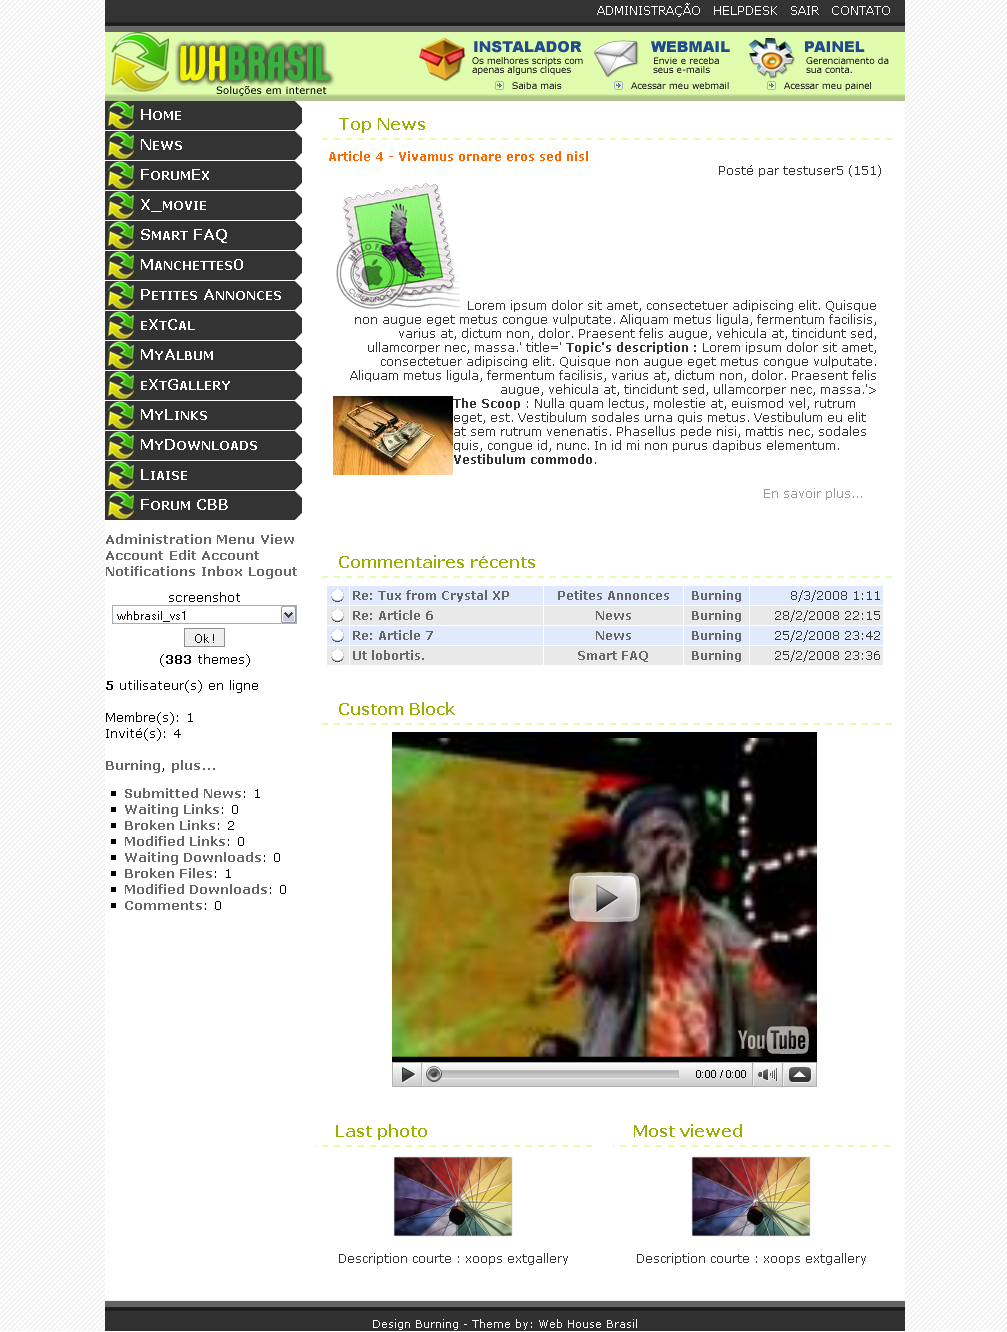 ADMINISTRAÇÃO HELPDESK SAIR CONTATO
WHBRASIL
Soluções em internet
INSTALADOR
Os melhores scripts com
apenas alguns cliques
Saiba mais
WEBMAIL
Envie e receba
seus e-mails
Acessar meu webmail
PAINEL
Gerenciamento da
sua conta.
Acessar meu painel
Home
News
ForumEx
X_movie
Smart FAQ
Manchettes0
Petites Annonces
eXtCal
MyAlbum
eXtGallery
MyLinks
MyDownloads
Liaise
Forum CBB
Administration Menu View
Account Edit Account
Notifications Inbox Logout
screenshot
whbrasil_vs1
Ok!
(383 themes)
5 utilisateur(s) en ligne
Membre(s): 1
Invité(s): 4
Burning, plus...
Submitted News: 1
Waiting Links: 0
Broken Links: 2
Modified Links: 0
Waiting Downloads: 0
Broken Files: 1
Modified Downloads: 0
Comments: 0
Top News
Article 4 - Vivamus ornare eros sed nisl
Posté par testuser5 (151)
Lorem ipsum dolor sit amet, consectetuer adipiscing elit. Quisque
non augue eget metus congue vulputate. Aliquam metus ligula, fermentum facilisis,
varius at, dictum non, dolor. Praesent felis augue, vehicula at, tincidunt sed,
ullamcorper nec, massa.' title=' Topic's description : Lorem ipsum dolor sit amet,
consectetuer adipiscing elit. Quisque non augue eget metus congue vulputate.
Aliquam metus ligula, fermentum facilisis, varius at, dictum non, dolor. Praesent felis
augue, vehicula at, tincidunt sed, ullamcorper nec, massa.'>
The Scoop : Nulla quam lectus, molestie at, euismod vel, rutrum
eget, est. Vestibulum sodales urna quis metus. Vestibulum eu elit
at sem rutrum venenatis. Phasellus pede nisi, mattis nec, sodales
quis, congue id, nunc. In id mi non purus dapibus elementum.
Vestibulum commodo.
En savoir plus...
Commentaires récents
Re: Tux from Crystal XP Petites Annonces Burning 8/3/2008 1:11
Re: Article 6 News Burning 28/2/2008 22:15
Re: Article 7 News Burning 25/2/2008 23:42
Ut lobortis. Smart FAQ Burning 25/2/2008 23:36
Custom Block
YouTube
0:00 / 0:00
Last photo
Description courte : xoops extgallery
Most viewed
Description courte : xoops extgallery
Design Burning - Theme by: Web House Brasil